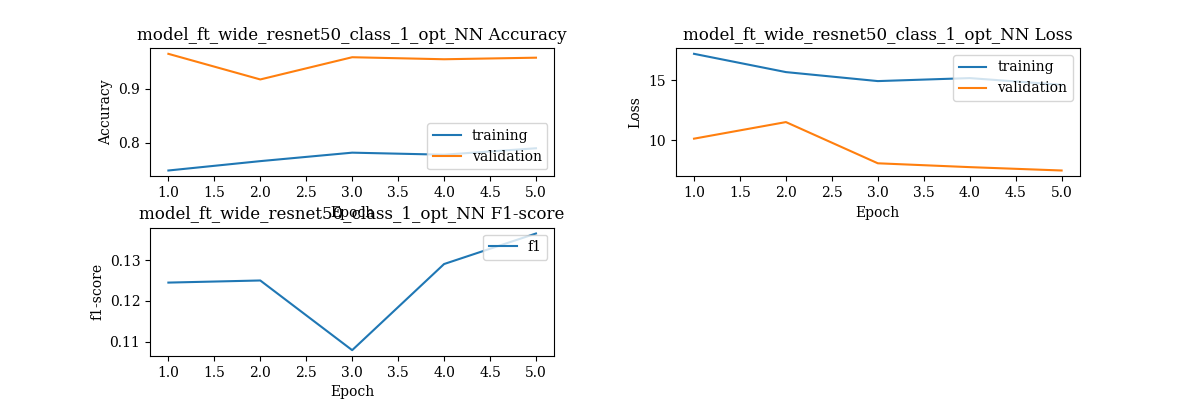 model_ft_wide_resnet50_class_1_opt_NN Accuracy
Accuracy
0.9
0.8
training
validation
1.0 1.5 2.0 2.5 3.0 3.5 4.0 4.5 5.0
Epoch
model_ft_wide_resnet50_class_1_opt_NN Loss
Loss
15
10
training
validation
1.0 1.5 2.0 2.5 3.0 3.5 4.0 4.5 5.0
Epoch
model_ft_wide_resnet50_class_1_opt_NN F1-score
f1-score
0.13
0.12
0.11
f1
1.0 1.5 2.0 2.5 3.0 3.5 4.0 4.5 5.0
Epoch